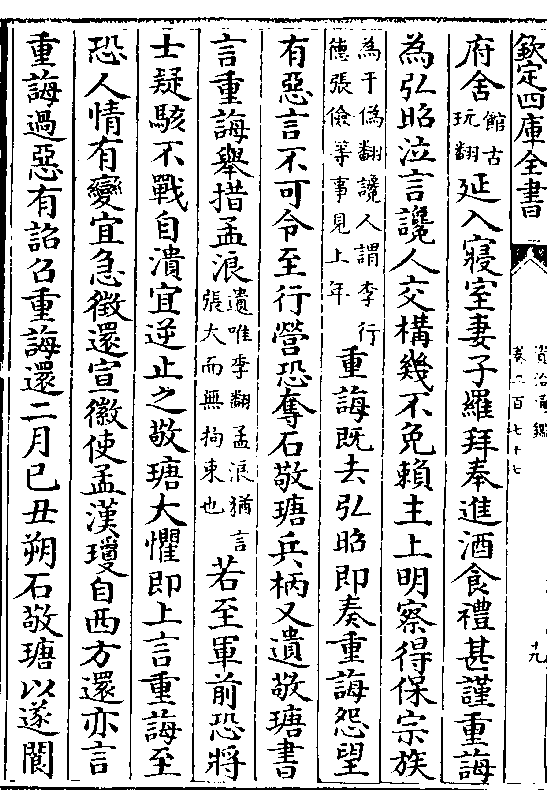 欽定四庫全書
資治通鑑
卷二百七十七
十九
府舍館古玩翻延入寢室妻子羅拜奉進酒食禮甚謹重誨
為弘昭泣言讒人交構幾不免賴主上明察得保宗族
為于偽翻讒人謂李行德張儉等事見上年重誨既去弘昭即奏重誨怨望
有惡言不可令至行營恐奪石敬瑭兵柄又遺敬瑭書
言重誨舉措孟浪遺唯季翻孟浪猶言張大而無拘束也若至軍前恐將
士疑駭不戰自潰宜逆止之敬瑭大懼即上言重誨至
恐人情有變宜急徵還宣徽使孟漢瓊自西方還亦言
重誨過惡有詔召重誨還二月己丑朔石敬瑭以遂閬